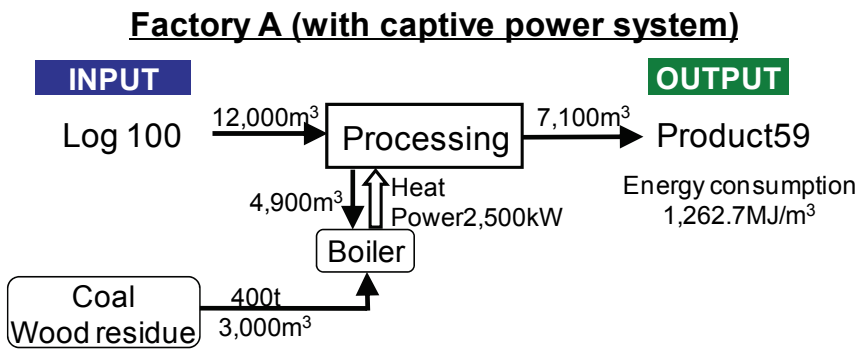 Factory A (with captive power system)
INPUT
OUTPUT
Log 100
12,000m³
Processing
7,100m³
Product59
Energy consumption
1,262.7MJ/m³
4,900m³
Heat
Power2,500kW
Boiler
Coal
Wood residue
400t
3,000m³